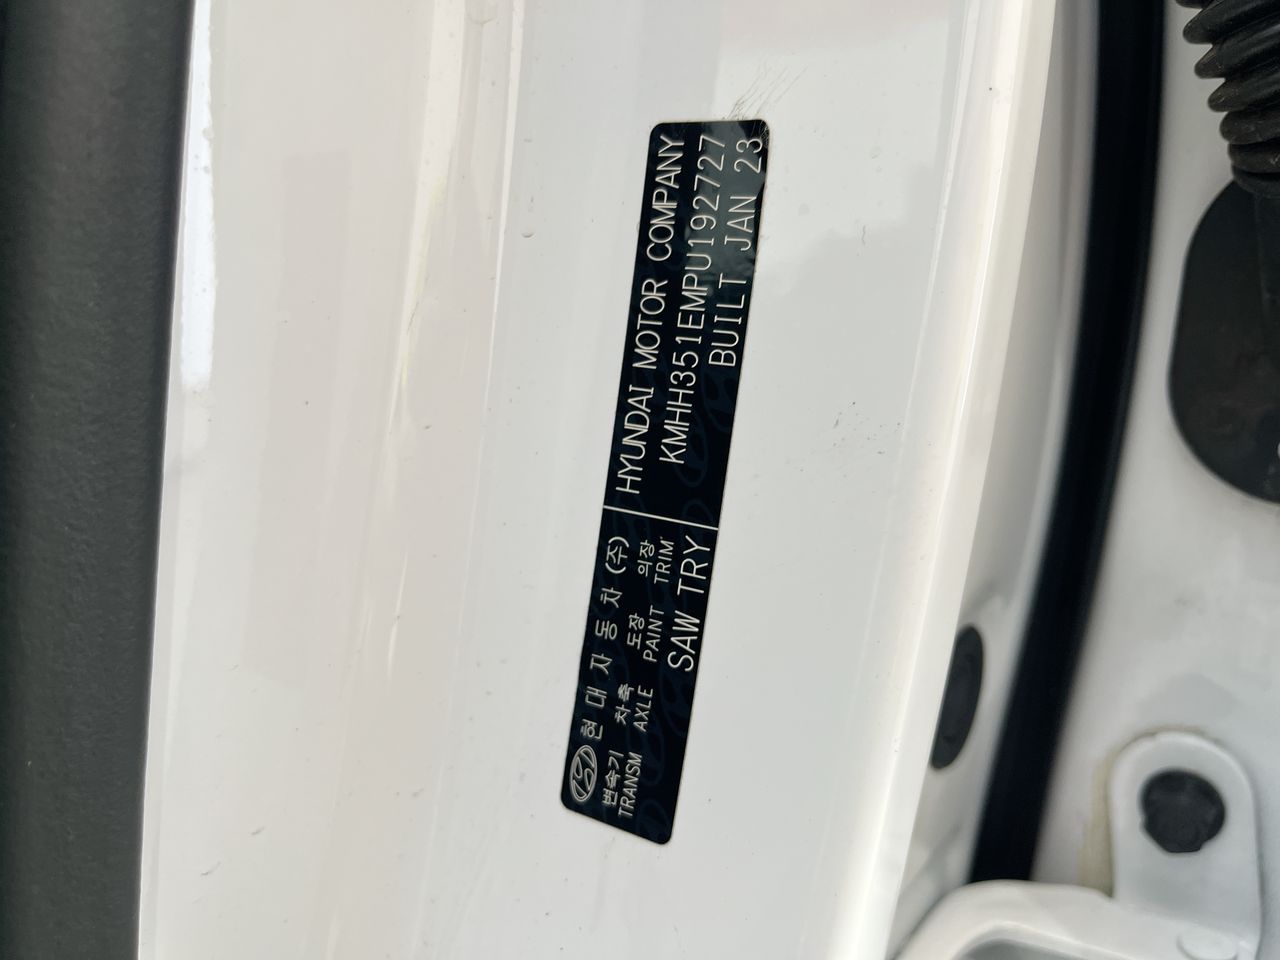 현대자동차(주)
HYUNDAI MOTOR COMPANY
변속기 차축 도장 의장
TRANSM AXLE PAINT TRIM
KMHH351EMPU192727
SAW TRY
BUILT JAN 23